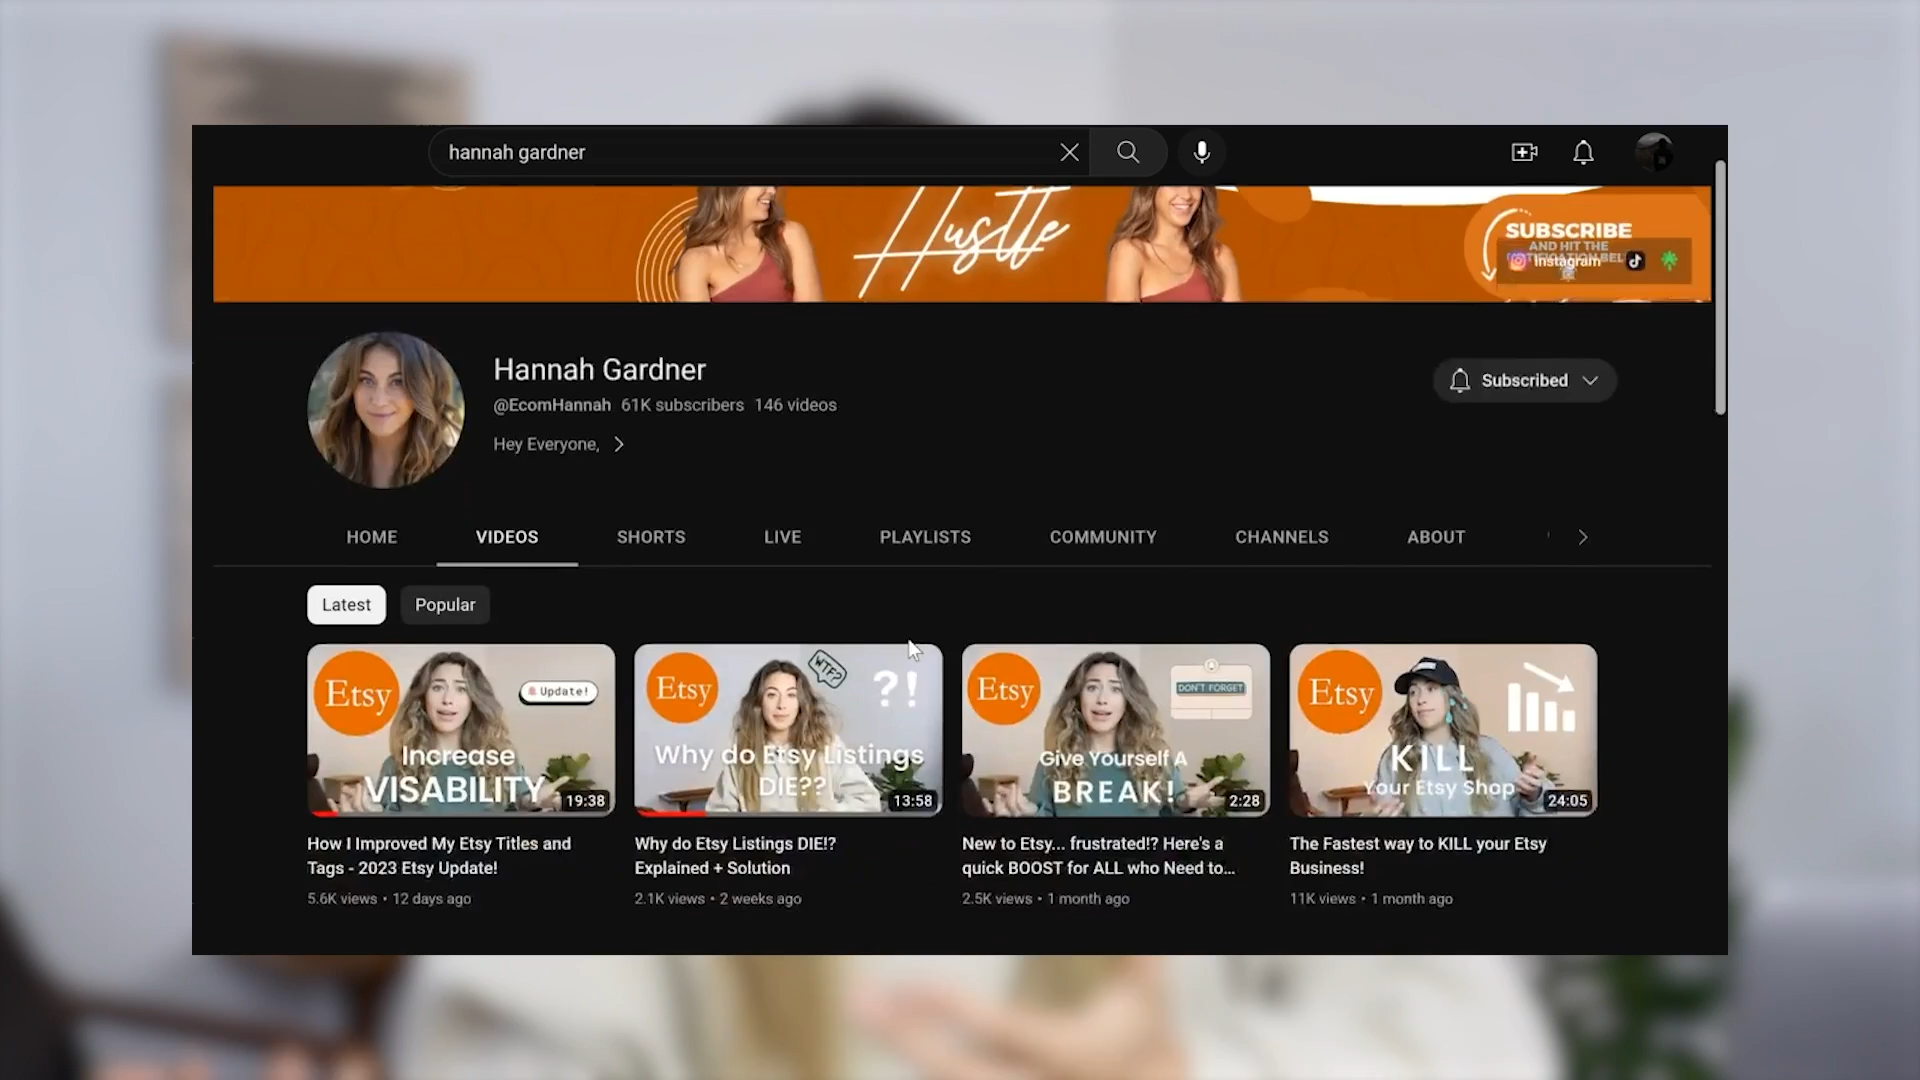 hannah gardner
Hustle
SUBSCRIBE
AND HIT THE
Instagram
Hannah Gardner
@EcomHannah 61K subscribers 146 videos
Hey Everyone,
Subscribed
HOME VIDEOS SHORTS LIVE PLAYLISTS COMMUNITY CHANNELS ABOUT
Latest Popular
Etsy
Update!
Increase
VISABILITY
19:38
How I Improved My Etsy Titles and
Tags - 2023 Etsy Update!
5.6K views • 12 days ago
Etsy
WTF?
?!
Why do Etsy Listings
DIE??
13:58
Why do Etsy Listings DIE!?
Explained + Solution
2.1K views • 2 weeks ago
Etsy
DON'T FORGET
Give Yourself A
BREAK!
2:28
New to Etsy... frustrated!? Here's a
quick BOOST for ALL who Need to...
2.5K views • 1 month ago
Etsy
KILL
Your Etsy Shop
24:05
The Fastest way to KILL your Etsy
Business!
11K views • 1 month ago